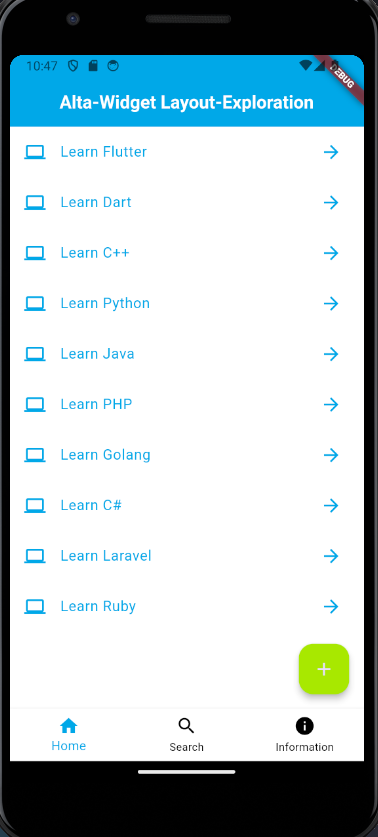 10:47
DEBUG
Alta-Widget Layout-Exploration
Learn Flutter
Learn Dart
Learn C++
Learn Python
Learn Java
Learn PHP
Learn Golang
Learn C#
Learn Laravel
Learn Ruby
+
Home
Search
Information